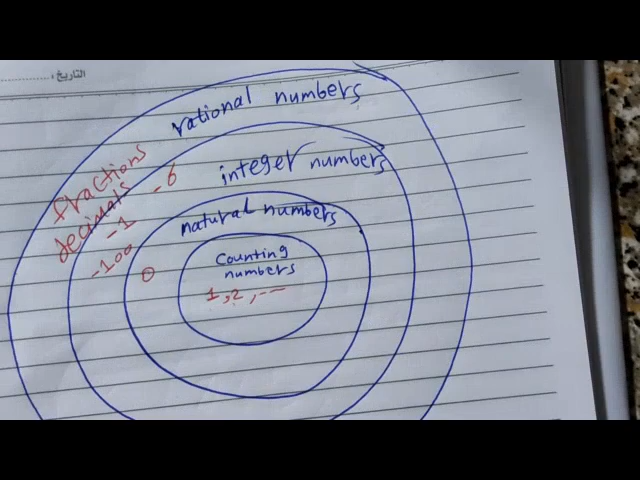 التاريخ:
rational numbers
fractions
decimals
integer numbers
-6
-1
-100
natural numbers
0
Counting
numbers
1, 2, ---